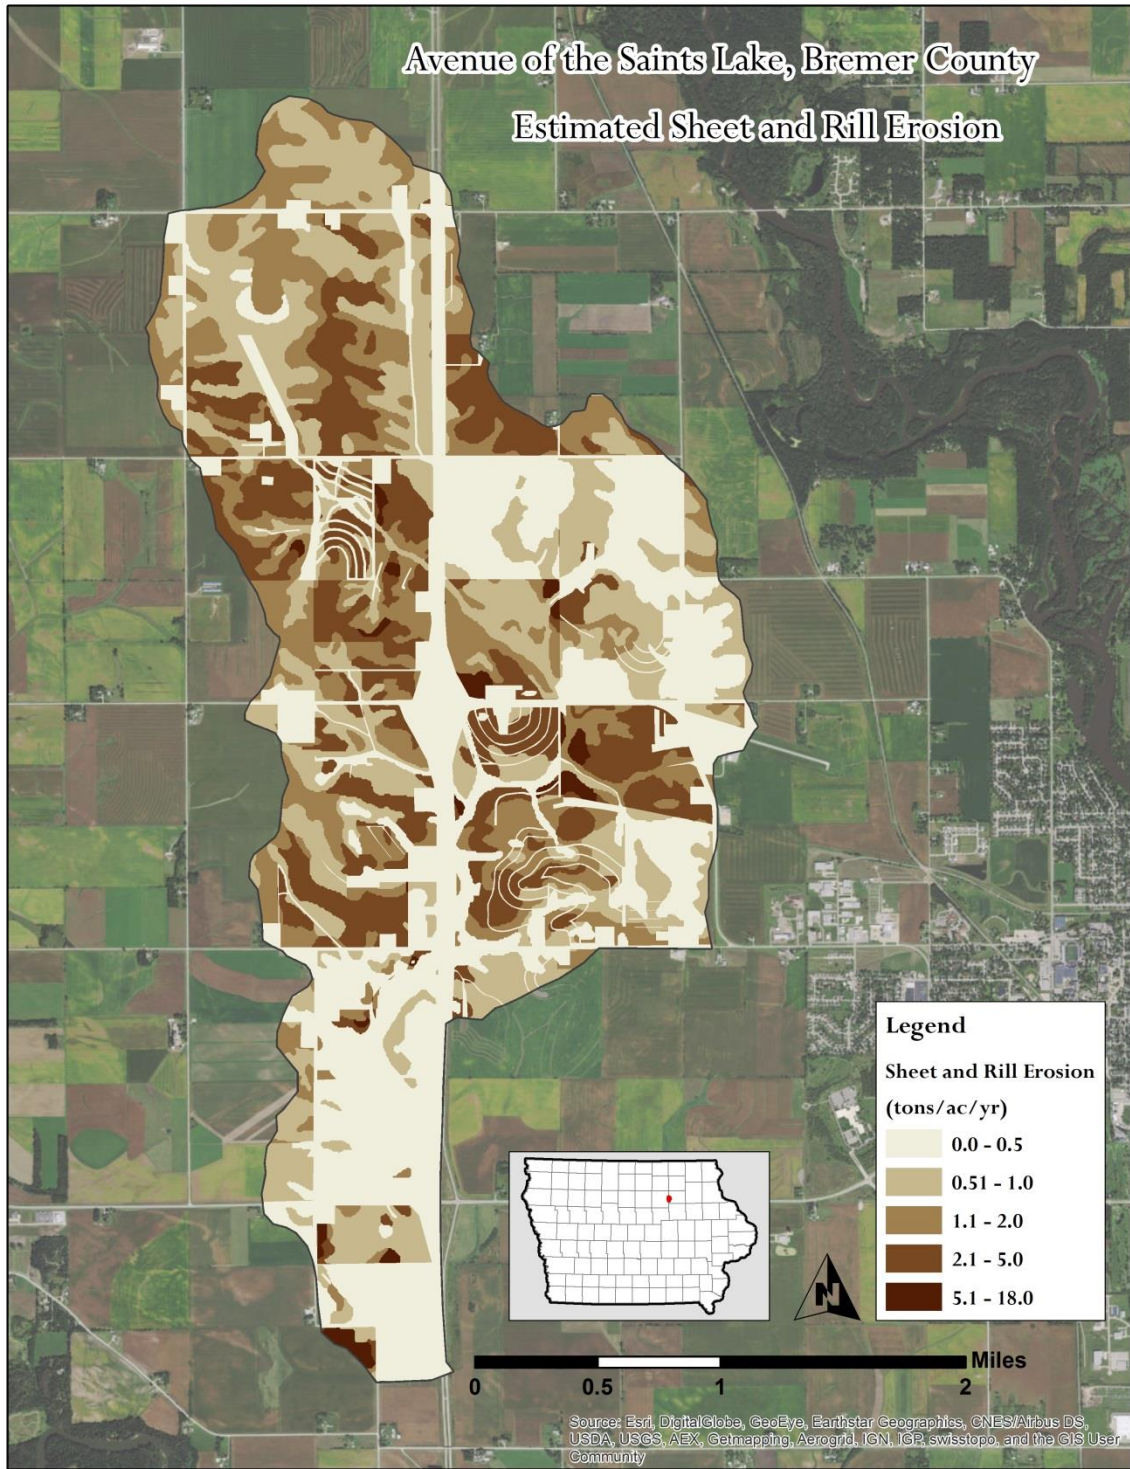 Avenue of the Saints Lake, Bremer County
Estimated Sheet and Rill Erosion
Legend
Sheet and Rill Erosion
(tons/ac/yr)
0.0 - 0.5
0.51 - 1.0
1.1 - 2.0
2.1 - 5.0
5.1 - 18.0
N
Miles
0 0.5 1 2
Source: Esri, DigitalGlobe, GeoEye, Earthstar Geographics, CNES/Airbus DS,
USDA, USGS, AEX, Getmapping, Aerogrid, IGN, IGP, swisstopo, and the GIS User
Community